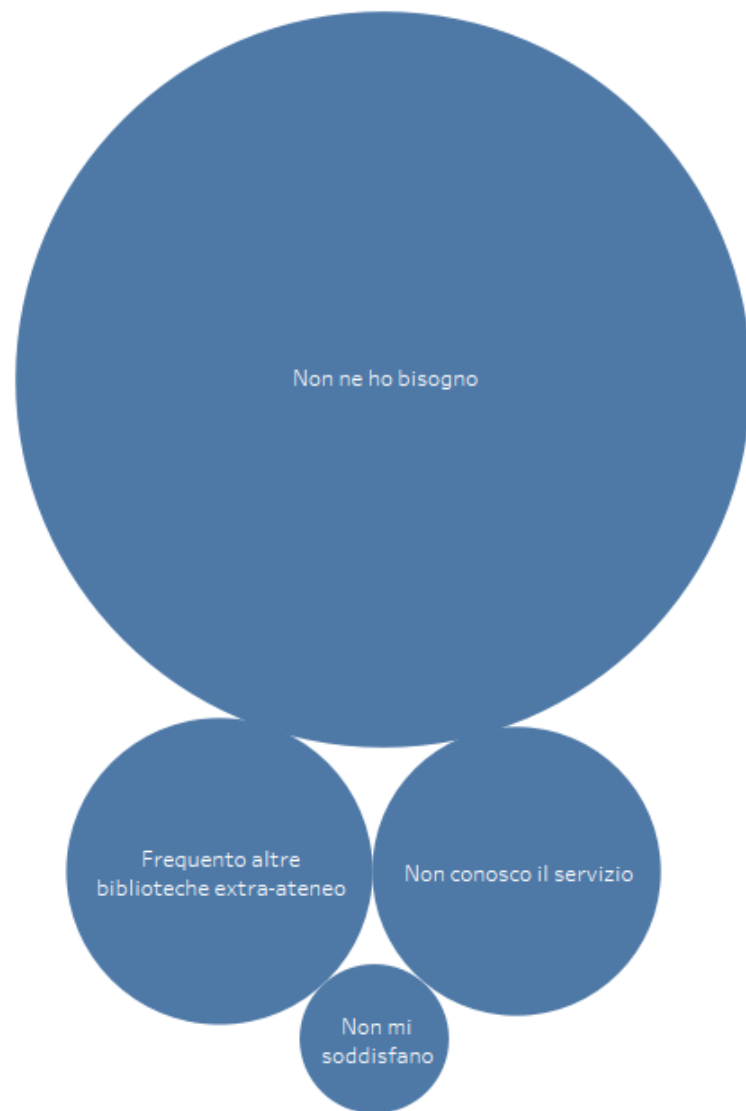 Non ne ho bisogno
Frequento altre
biblioteche extra-ateneo
Non conosco il servizio
Non mi
soddisfano